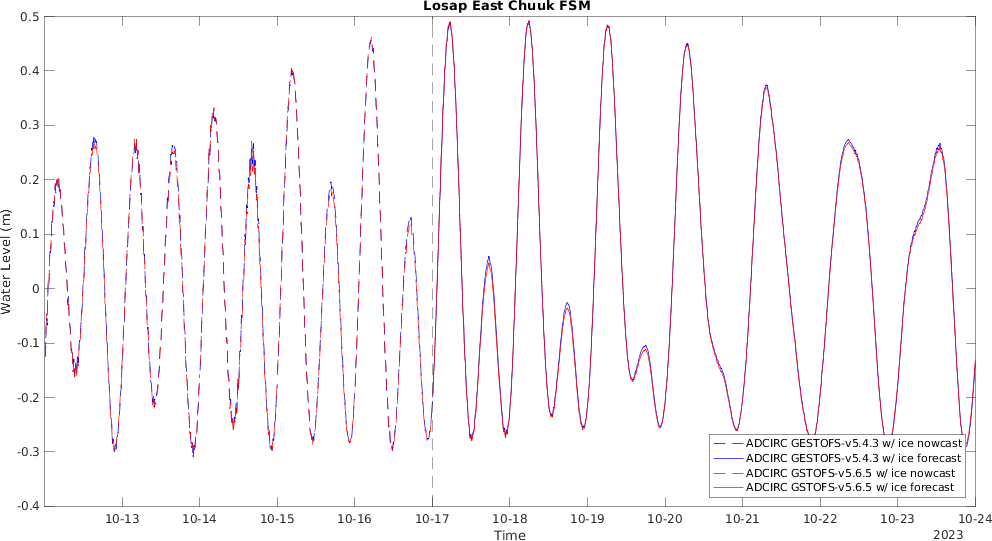 Losap East Chuuk FSM
0.5
0.4
0.3
0.2
0.1
0
-0.1
-0.2
-0.3
-0.4
Water Level (m)
ADCIRC GESTOFS-v5.4.3 w/ ice nowcast
ADCIRC GESTOFS-v5.4.3 w/ ice forecast
ADCIRC GSTOFS-v5.6.5 w/ ice nowcast
ADCIRC GSTOFS-v5.6.5 w/ ice forecast
10-13 10-14 10-15 10-16 10-17 10-18 10-19 10-20 10-21 10-22 10-23 10-24
Time
2023